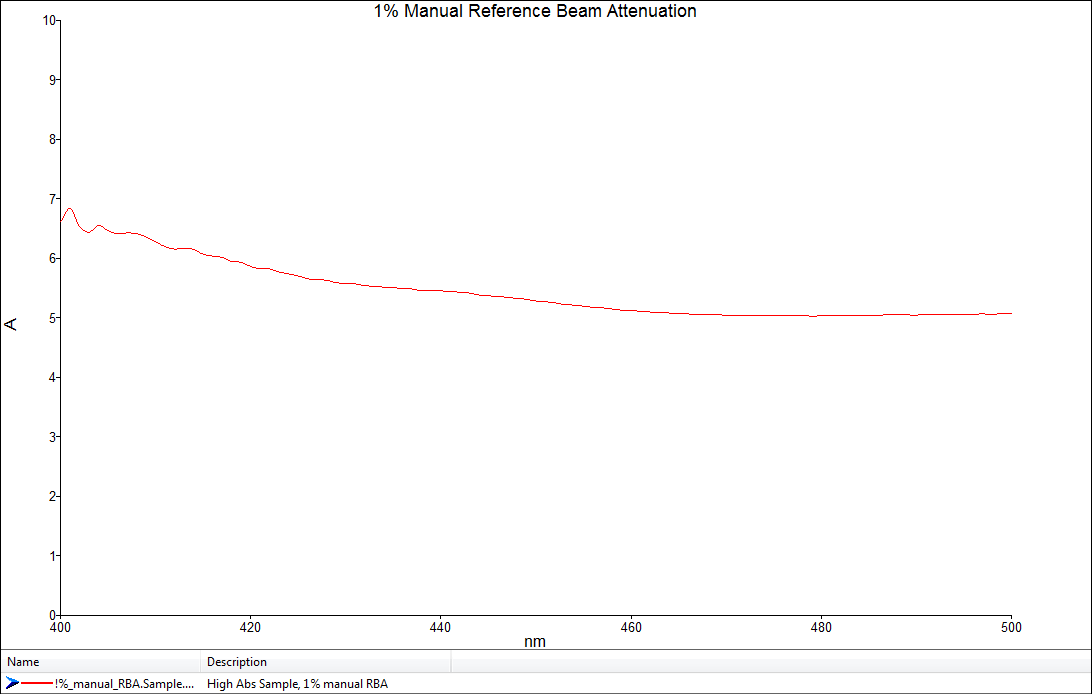 1% Manual Reference Beam Attenuation
10
9
8
7
6
5
4
3
2
1
0
A
400 420 440 460 480 500
nm
Name Description
!%_manual_RBA.Sample.... High Abs Sample, 1% manual RBA